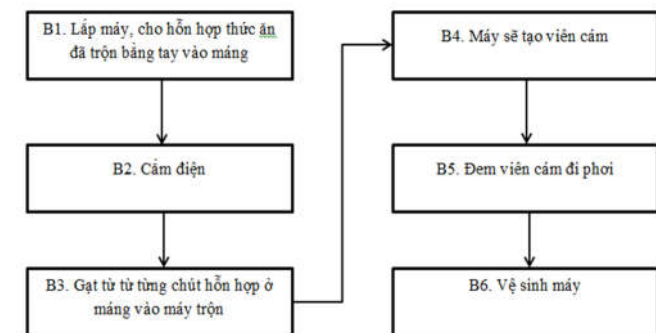 B1. Lắp máy, cho hỗn hợp thức ăn
đã trộn bằng tay vào máng
B2. Cắm điện
B3. Gạt từ từ từng chút hỗn hợp ở
máng vào máy trộn
B4. Máy sẽ tạo viên cám
B5. Đem viên cám đi phơi
B6. Vệ sinh máy